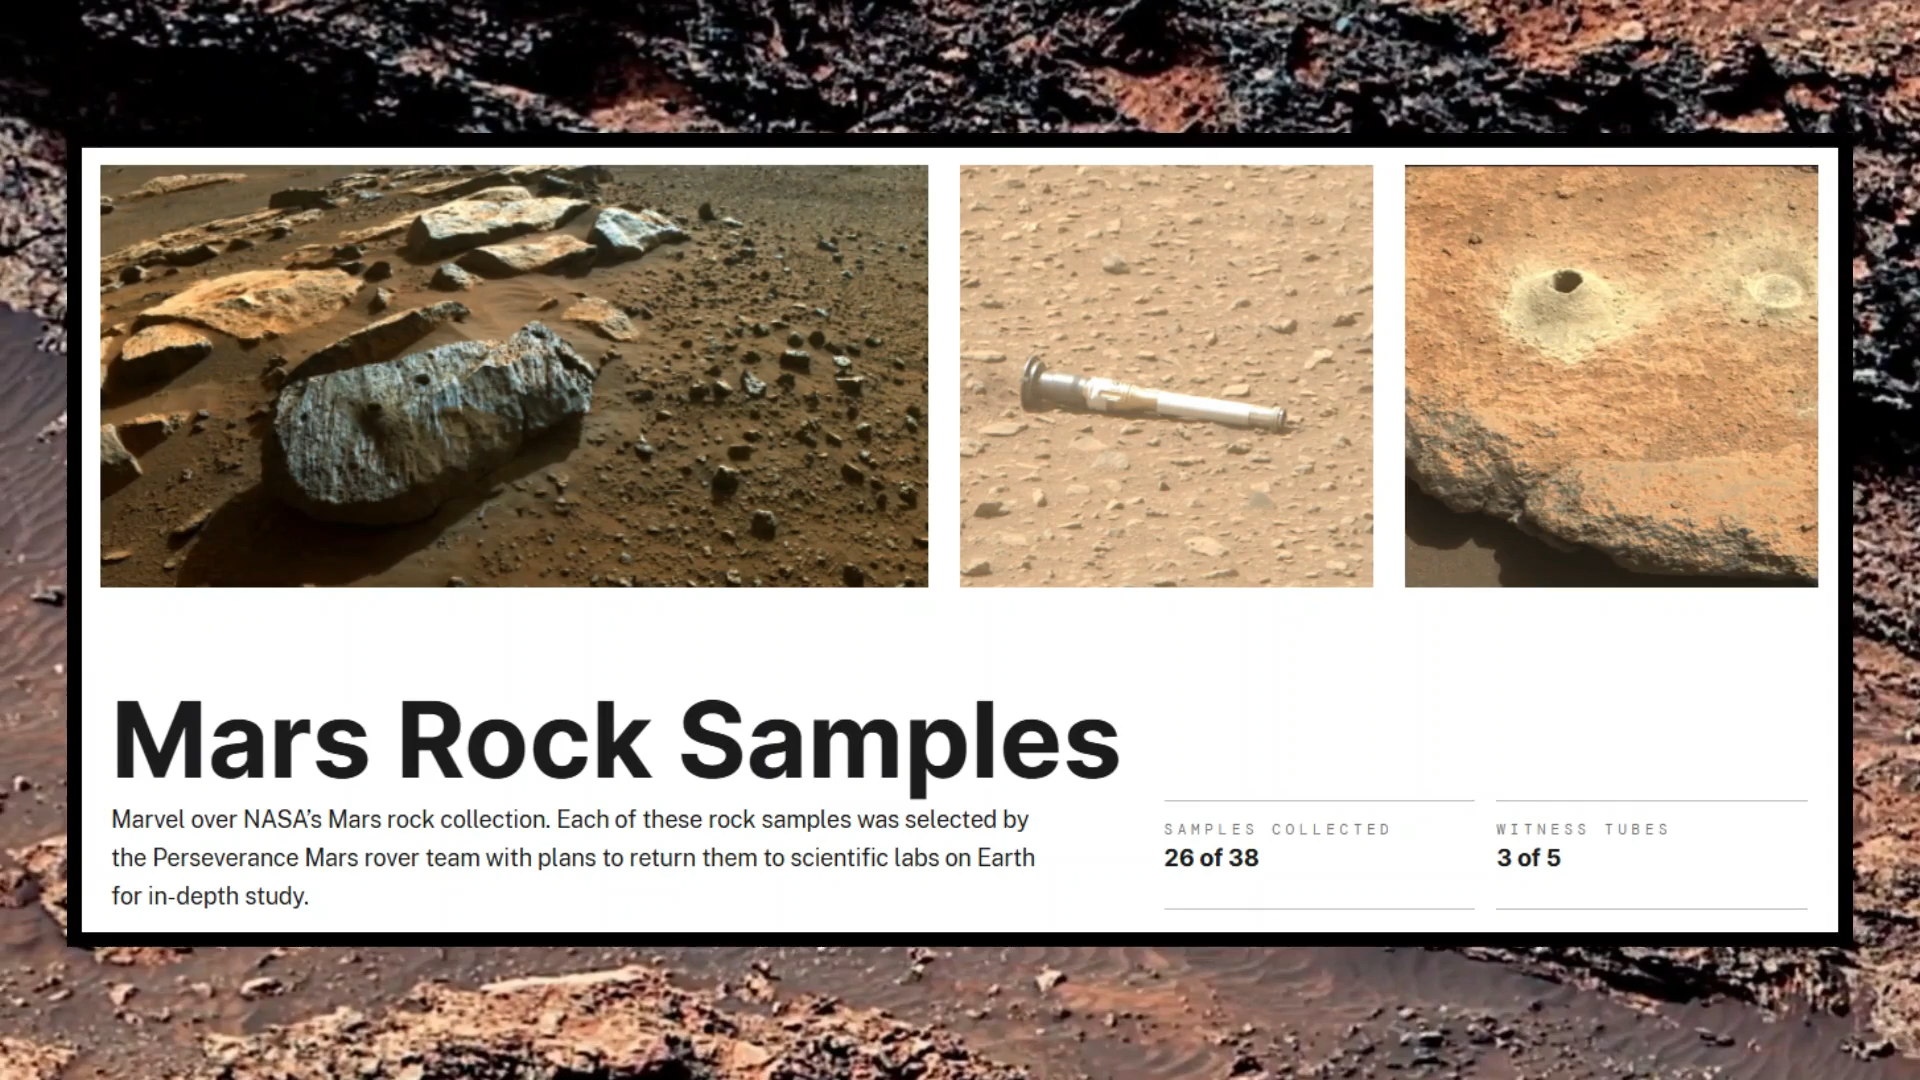 Mars Rock Samples
Marvel over NASA’s Mars rock collection. Each of these rock samples was selected by
the Perseverance Mars rover team with plans to return them to scientific labs on Earth
for in-depth study.
SAMPLES COLLECTED
26 of 38
WITNESS TUBES
3 of 5